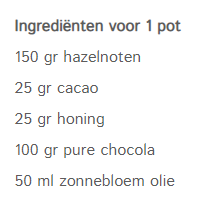 Ingrediënten voor 1 pot
150 gr hazelnoten
25 gr cacao
25 gr honing
100 gr pure chocola
50 ml zonnebloem olie